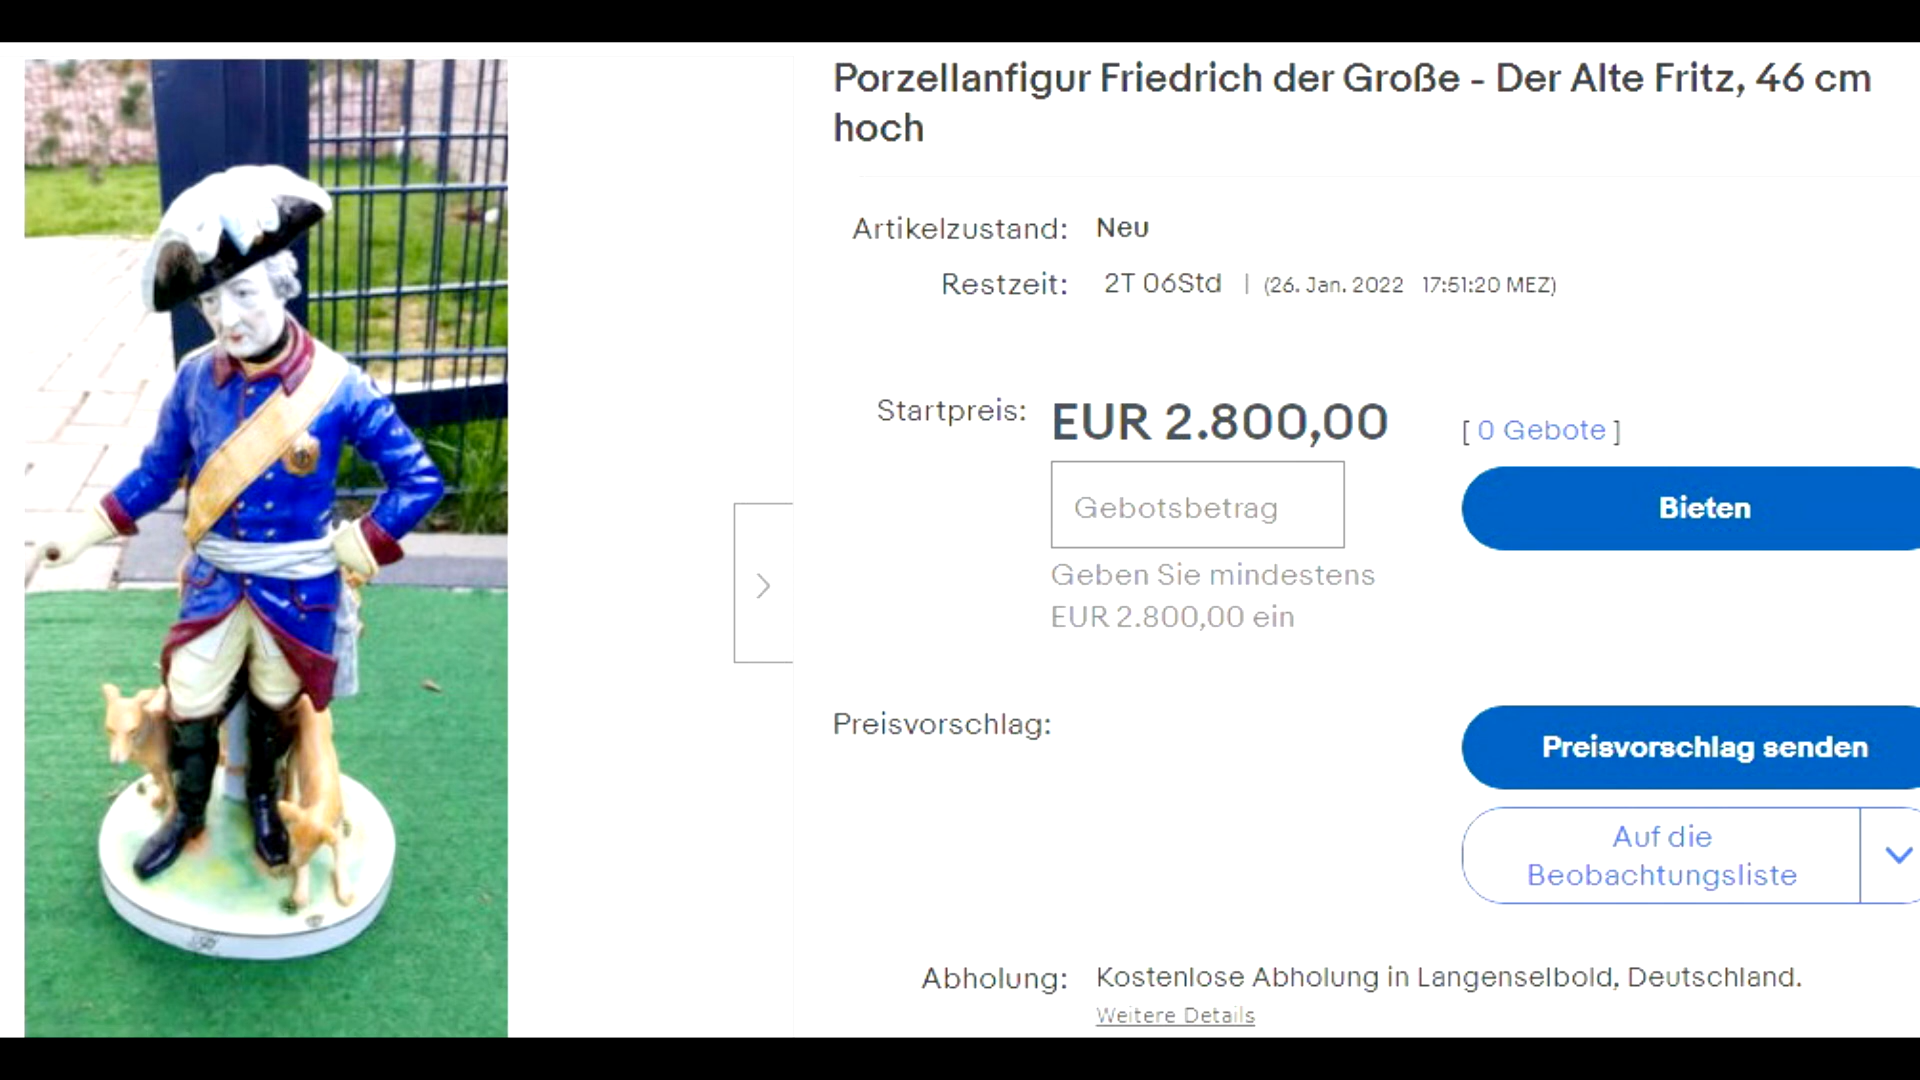 Porzellanfigur Friedrich der Große - Der Alte Fritz, 46 cm
hoch
Artikelzustand: Neu
Restzeit: 2T 06Std | (26. Jan. 2022 17:51:20 MEZ)
Startpreis: EUR 2.800,00 [ 0 Gebote ]
Gebotsbetrag
Bieten
Geben Sie mindestens
EUR 2.800,00 ein
Preisvorschlag:
Preisvorschlag senden
Auf die
Beobachtungsliste
Abholung: Kostenlose Abholung in Langenselbold, Deutschland.
Weitere Details